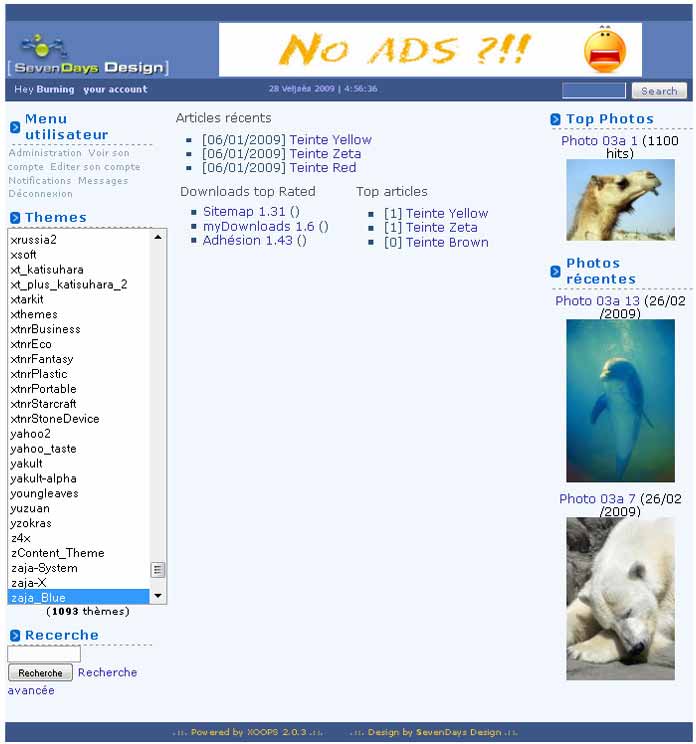 NO ADS ?!!
[SevenDays Design]
Hey Burning your account
28 Veljača 2009 | 4:56:36
Search
Menu
utilisateur
Administration Voir son
compte Editer son compte
Notifications Messages
Déconnexion
Themes
xrussia2
xsoft
xt_katisuhara
xt_plus_katisuhara_2
xtarkit
xthemes
xtnrBusiness
xtnrEco
xtnrFantasy
xtnrPlastic
xtnrPortable
xtnrStarcraft
xtnrStoneDevice
yahoo2
yahoo_taste
yakult
yakult-alpha
youngleaves
yuzuan
yzokras
z4x
zContent_Theme
zaja-System
zaja-X
zaja_Blue
(1093 thèmes)
Recerche
Recherche
Recherche
avancée
Articles récents
[06/01/2009] Teinte Yellow
[06/01/2009] Teinte Zeta
[06/01/2009] Teinte Red
Downloads top Rated
Sitemap 1.31 ()
myDownloads 1.6 ()
Adhésion 1.43 ()
Top articles
[1] Teinte Yellow
[1] Teinte Zeta
[0] Teinte Brown
Top Photos
Photo 03a 1 (1100
hits)
Photos
récentes
Photo 03a 13 (26/02
/2009)
Photo 03a 7 (26/02
/2009)
.::. Powered by XOOPS 2.0.3 .::.
.::. Design by SevenDays Design .::.